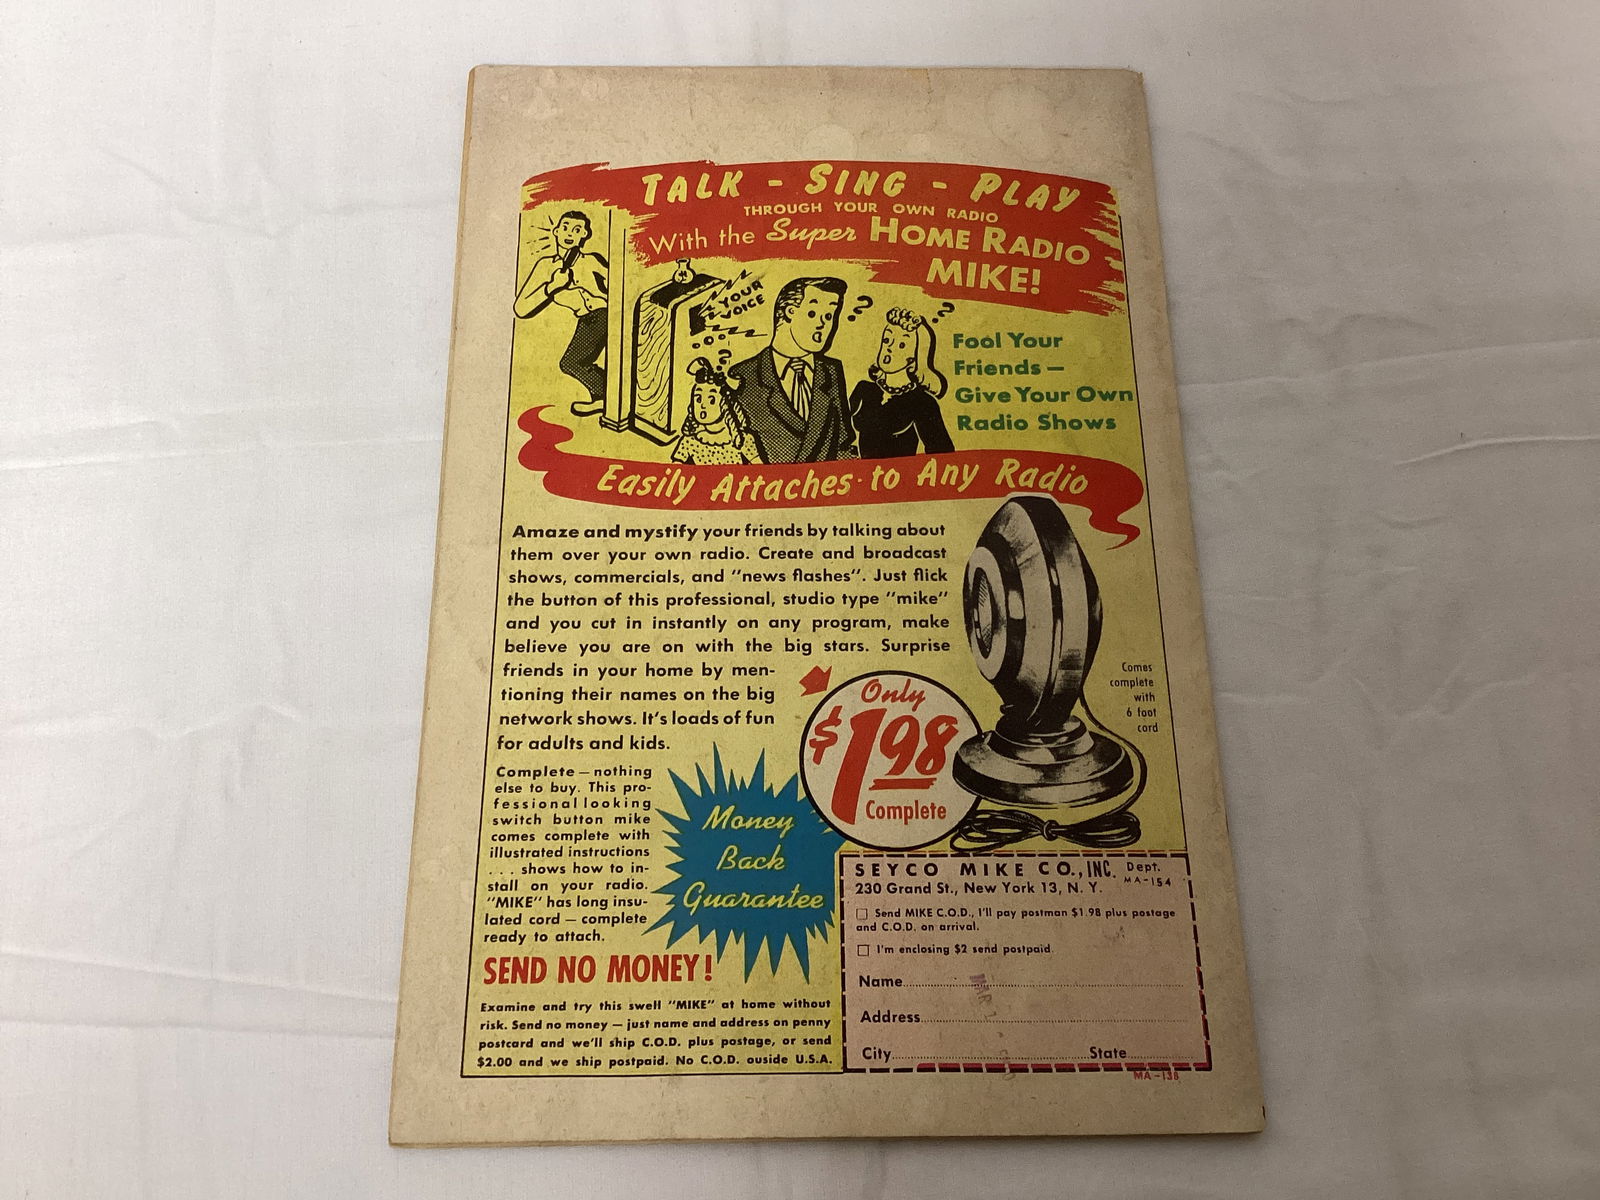 TALK - SING - PLAY
THROUGH YOUR OWN RADIO
With the Super HOME RADIO
MIKE!
YOUR
VOICE
?
?
?
Fool Your
Friends —
Give Your Own
Radio Shows
Easily Attaches to Any Radio
Amaze and mystify your friends by talking about
them over your own radio. Create and broadcast
shows, commercials, and "news flashes". Just flick
the button of this professional, studio type "mike"
and you cut in instantly on any program, make
believe you are on with the big stars. Surprise
friends in your home by men-
tioning their names on the big
network shows. It's loads of fun
for adults and kids.
Comes
complete
with
6 foot
cord
Only
$1.98
Complete
Complete — nothing
else to buy. This pro-
fessional looking
switch button mike
comes complete with
illustrated instructions
. . . shows how to in-
stall on your radio.
"MIKE" has long insu-
lated cord — complete
ready to attach.
Money
Back
Guarantee
SEND NO MONEY!
Examine and try this swell "MIKE" at home without
risk. Send no money — just name and address on penny
postcard and we'll ship C.O.D. plus postage, or send
$2.00 and we ship postpaid. No C.O.D. ouside U.S.A.
SEYCO MIKE CO., INC. Dept.
230 Grand St., New York 13, N. Y. MA-154
☐ Send MIKE C.O.D., I'll pay postman $1.98 plus postage
and C.O.D. on arrival.
☐ I'm enclosing $2 send postpaid.
Name
MAR
Address
City State
MA-138